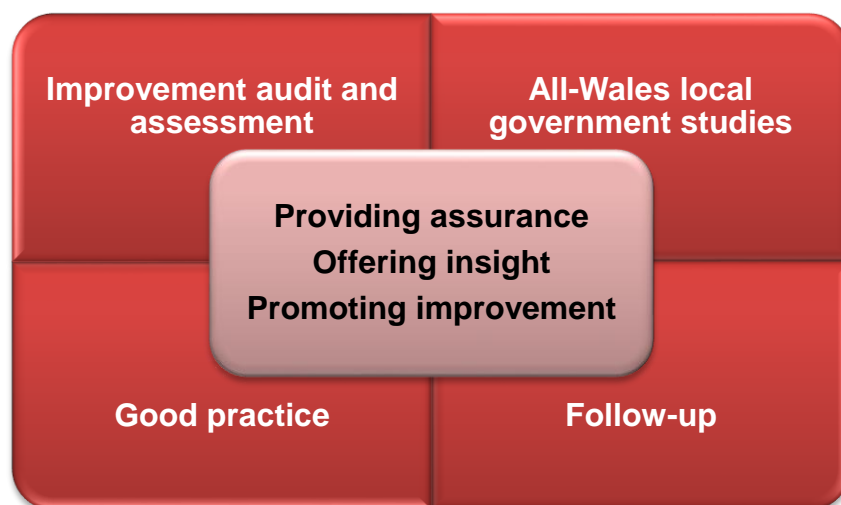 Improvement audit and
assessment
All-Wales local
government studies
Providing assurance
Offering insight
Promoting improvement
Good practice
Follow-up